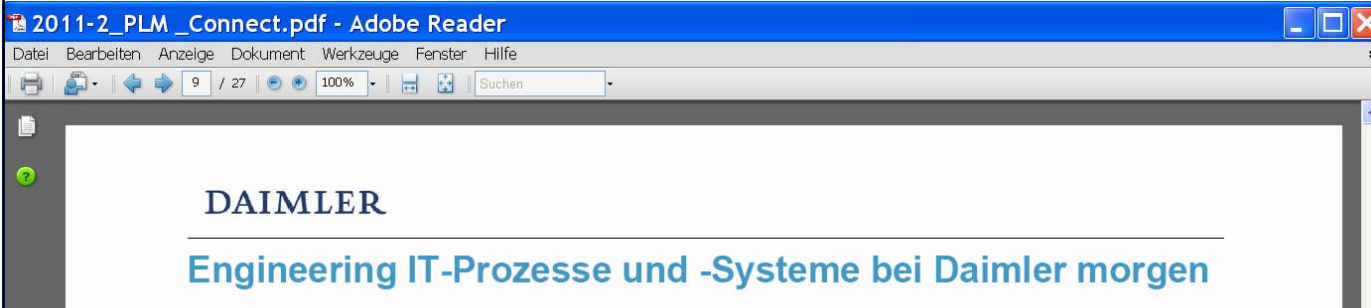 2011-2_PLM _Connect.pdf - Adobe Reader
Datei Bearbeiten Anzeige Dokument Werkzeuge Fenster Hilfe
9 / 27 100% Suchen
DAIMLER
Engineering IT-Prozesse und -Systeme bei Daimler morgen